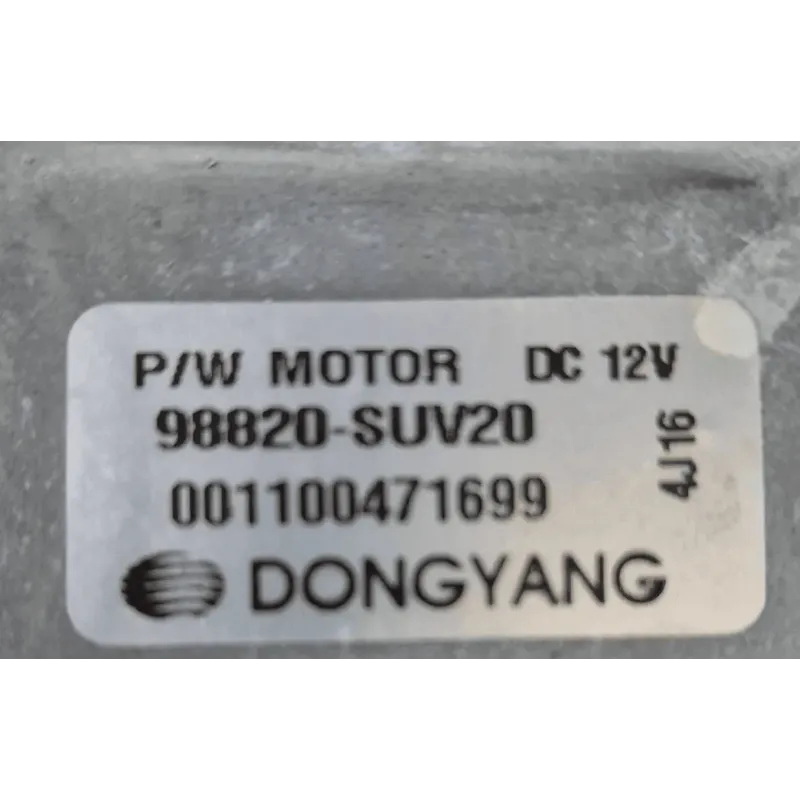 P/W MOTOR DC 12V
98820-SUV20
4J16
001100471699
DONGYANG